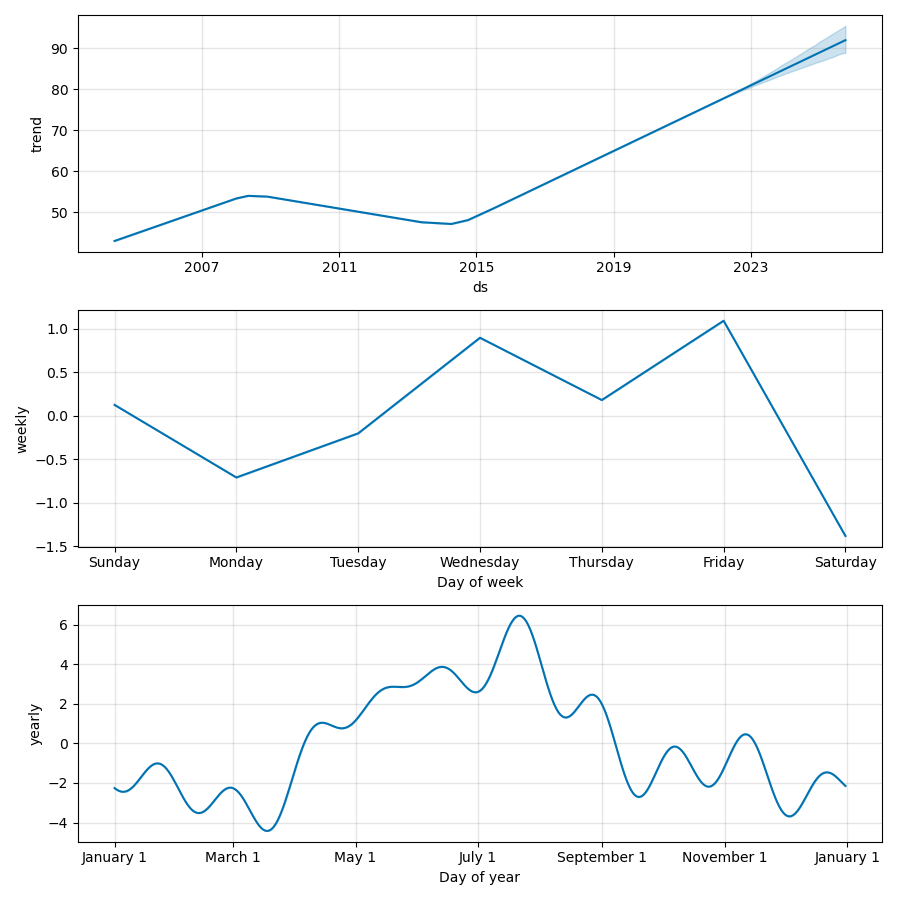 90
80
70
60
50
trend
2007 2011 2015 2019 2023
ds
1.0
0.5
0.0
−0.5
−1.0
−1.5
weekly
Sunday Monday Tuesday Wednesday Thursday Friday Saturday
Day of week
6
4
2
0
−2
−4
yearly
January 1 March 1 May 1 July 1 September 1 November 1 January 1
Day of year